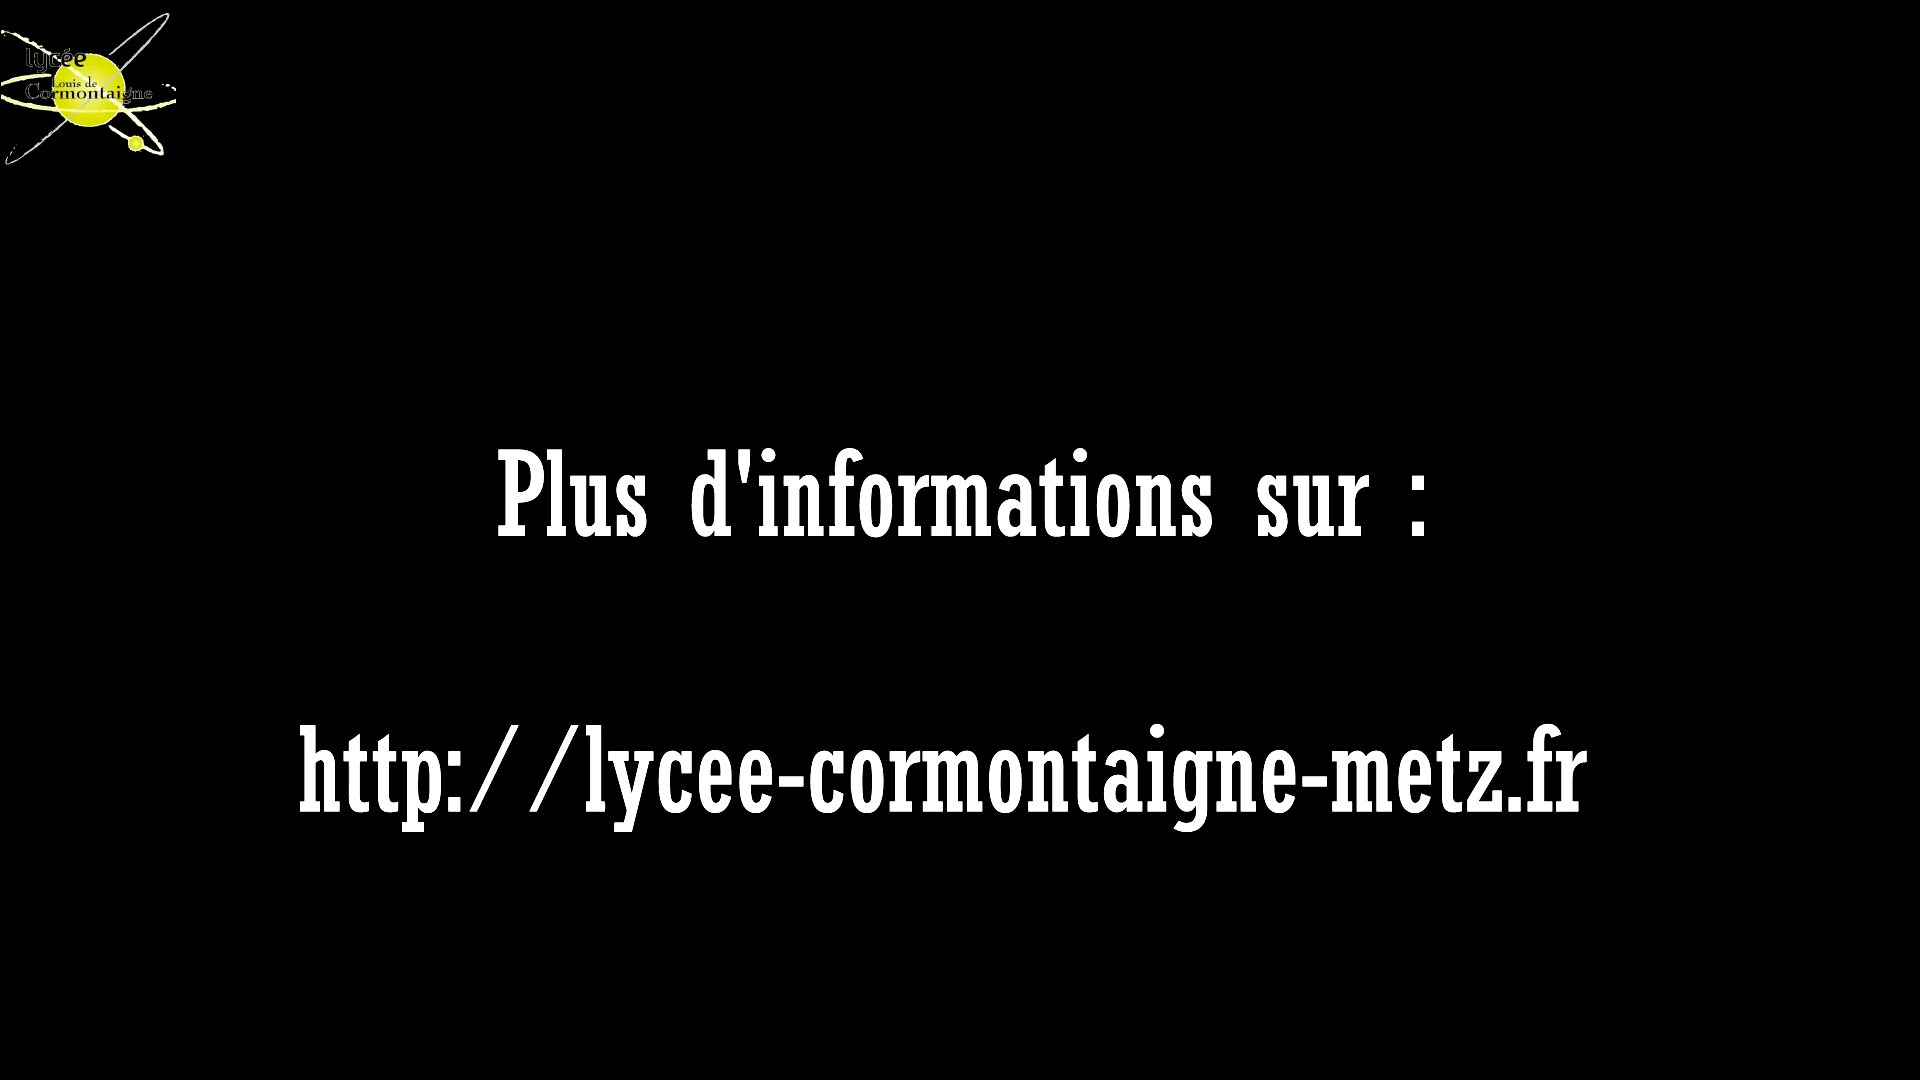 lycée
Louis de
Cormontaigne
Plus d'informations sur :
http://lycee-cormontaigne-metz.fr